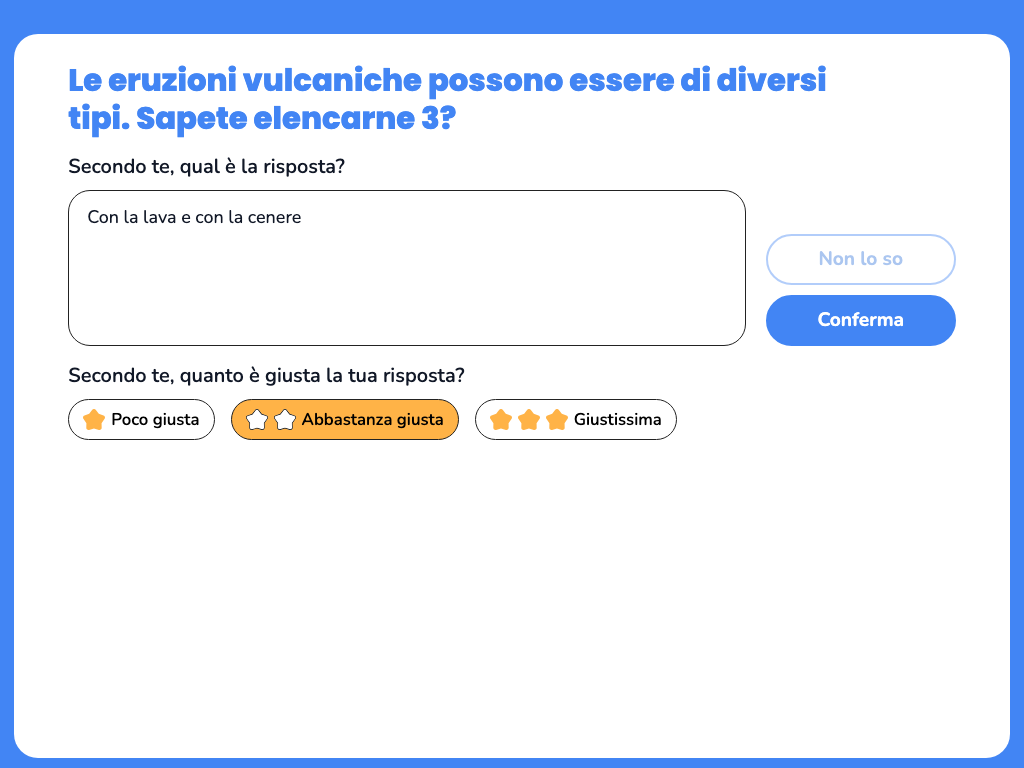 Le eruzioni vulcaniche possono essere di diversi
tipi. Sapete elencarne 3?
Secondo te, qual è la risposta?
Con la lava e con la cenere
Non lo so
Conferma
Secondo te, quanto è giusta la tua risposta?
Poco giusta
Abbastanza giusta
Giustissima